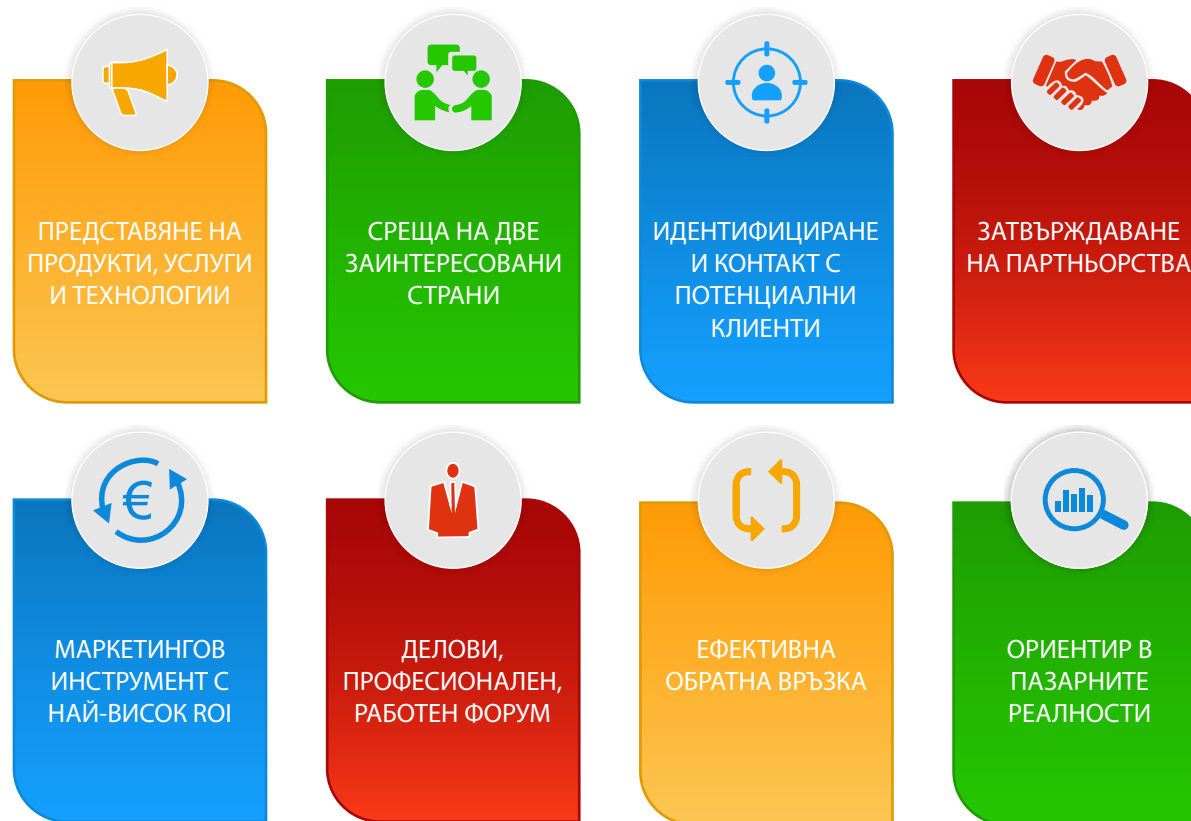 ПРЕДСТАВЯНЕ НА
ПРОДУКТИ, УСЛУГИ
И ТЕХНОЛОГИИ
СРЕЩА НА ДВЕ
ЗАИНТЕРЕСОВАНИ
СТРАНИ
ИДЕНТИФИЦИРАНЕ
И КОНТАКТ С
ПОТЕНЦИАЛНИ
КЛИЕНТИ
ЗАТВЪРЖДАВАНЕ
НА ПАРТНЬОРСТВА
€
МАРКЕТИНГОВ
ИНСТРУМЕНТ С
НАЙ-ВИСОК ROI
ДЕЛОВИ,
ПРОФЕСИОНАЛЕН,
РАБОТЕН ФОРУМ
ЕФЕКТИВНА
ОБРАТНА ВРЪЗКА
ОРИЕНТИР В
ПАЗАРНИТЕ
РЕАЛНОСТИ